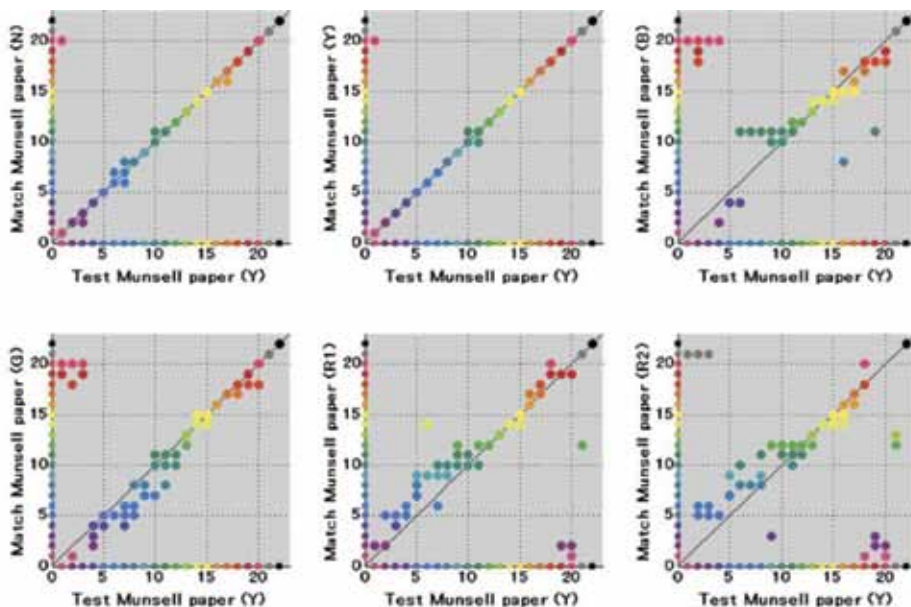 Match Munsell paper (N)
20
15
10
5
0
0 5 10 15 20
Test Munsell paper (Y)
Match Munsell paper (Y)
20
15
10
5
0
0 5 10 15 20
Test Munsell paper (Y)
Match Munsell paper (B)
20
15
10
5
0
0 5 10 15 20
Test Munsell paper (Y)
Match Munsell paper (G)
20
15
10
5
0
0 5 10 15 20
Test Munsell paper (Y)
Match Munsell paper (R1)
20
15
10
5
0
0 5 10 15 20
Test Munsell paper (Y)
Match Munsell paper (R2)
20
15
10
5
0
0 5 10 15 20
Test Munsell paper (Y)